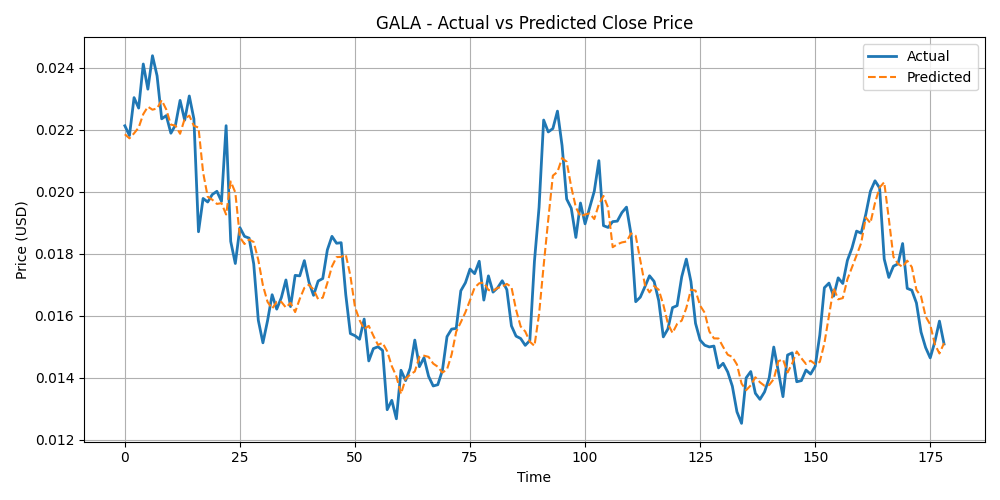 GALA - Actual vs Predicted Close Price
Actual
Predicted
Price (USD)
0.024
0.022
0.020
0.018
0.016
0.014
0.012
0 25 50 75 100 125 150 175
Time